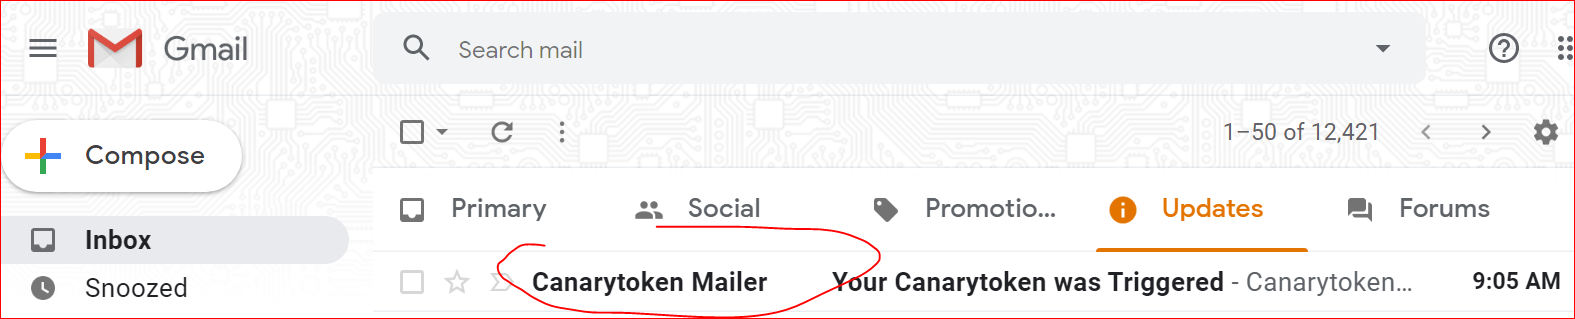 Gmail
Search mail
Compose
1–50 of 12,421
Primary Social Promotio... Updates Forums
Inbox
Canarytoken Mailer Your Canarytoken was Triggered - Canarytoken... 9:05 AM
Snoozed